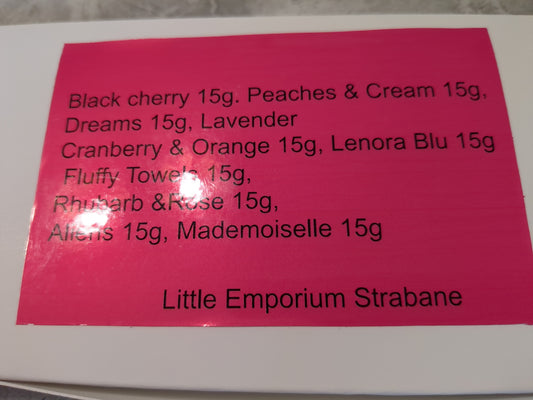 Black cherry 15g. Peaches & Cream 15g,
Dreams 15g, Lavender
Cranberry & Orange 15g, Lenora Blu 15g
Fluffy Towels 15g,
Rhubarb &Rose 15g,
Aliens 15g, Mademoiselle 15g
Little Emporium Strabane